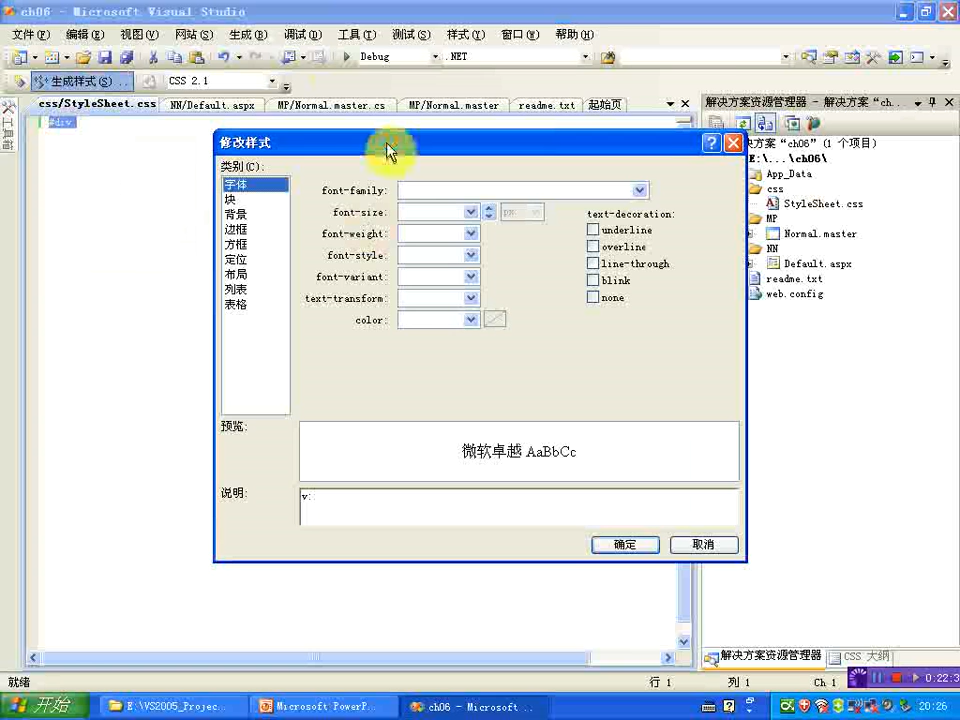 ch06 - Microsoft Visual Studio
文件(F) 编辑(E) 视图(V) 网站(S) 生成(B) 调试(D) 工具(T) 测试(S) 样式(T) 窗口(W) 帮助(H)
Debug .NET
生成样式(S) CSS 2.1
css/StyleSheet.css NN/Default.aspx MP/Normal.master.cs MP/Normal.master readme.txt 起始页
解决方案资源管理器 - 解决方案 "ch...
工具箱
#div
修改样式
类别(C):
字体
块
背景
边框
方框
定位
布局
列表
表格
font-family:
font-size: px
font-weight:
font-style:
font-variant:
text-transform:
color:
text-decoration:
underline
overline
line-through
blink
none
预览:
微软卓越 AaBbCc
说明:
v:
确定 取消
决方案 "ch06" (1 个项目)
E:\...\ch06\
App_Data
css
StyleSheet.css
MP
Normal.master
NN
Default.aspx
readme.txt
web.config
解决方案资源管理器 CSS 大纲
就绪 行 1 列 1 Ch 1
0:22:3
开始 E:\VS2005_Projec... Microsoft PowerP... ch06 - Microsoft ... 20:26